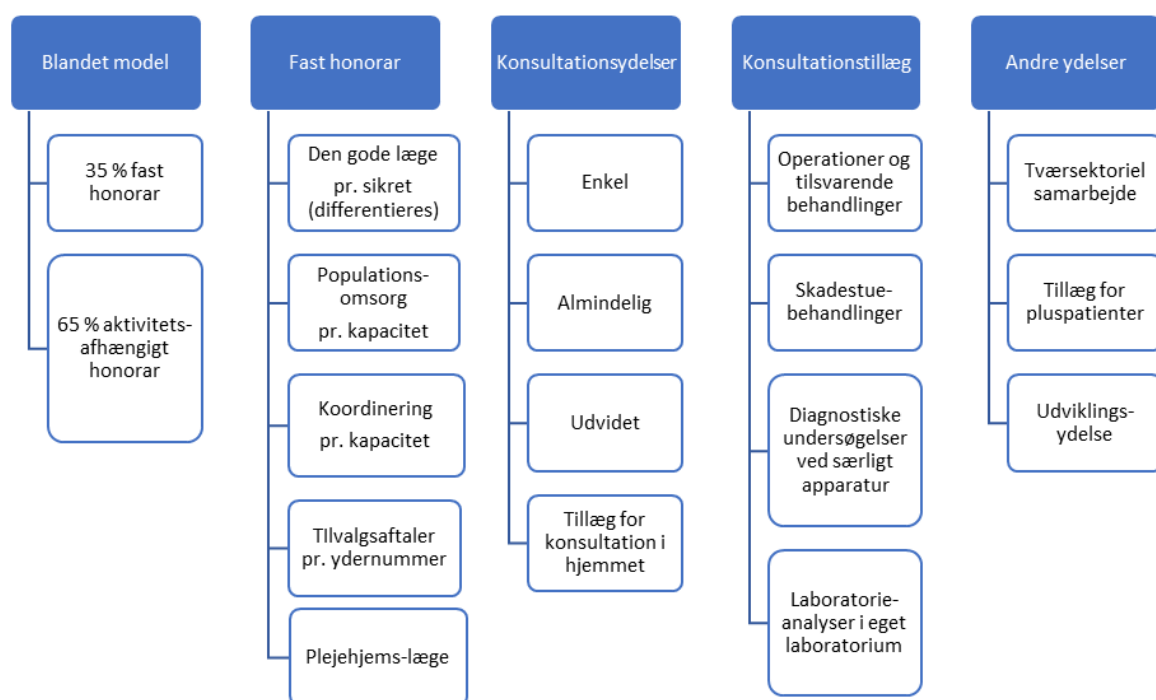 Blandet model
35 % fast
honorar
65 % aktivitets-
afhængigt
honorar
Fast honorar
Den gode læge
pr. sikret
(differentieres)
Populations-
omsorg
pr. kapacitet
Koordinering
pr. kapacitet
TIlvalgsaftaler
pr. ydernummer
Plejehjems-læge
Konsultationsydelser
Enkel
Almindelig
Udvidet
Tillæg for
konsultation i
hjemmet
Konsultationstillæg
Operationer og
tilsvarende
behandlinger
Skadestue-
behandlinger
Diagnostiske
undersøgelser
ved særligt
apparatur
Laboratorie-
analyser i eget
laboratorium
Andre ydelser
Tværsektoriel
samarbejde
Tillæg for
pluspatienter
Udviklings-
ydelse